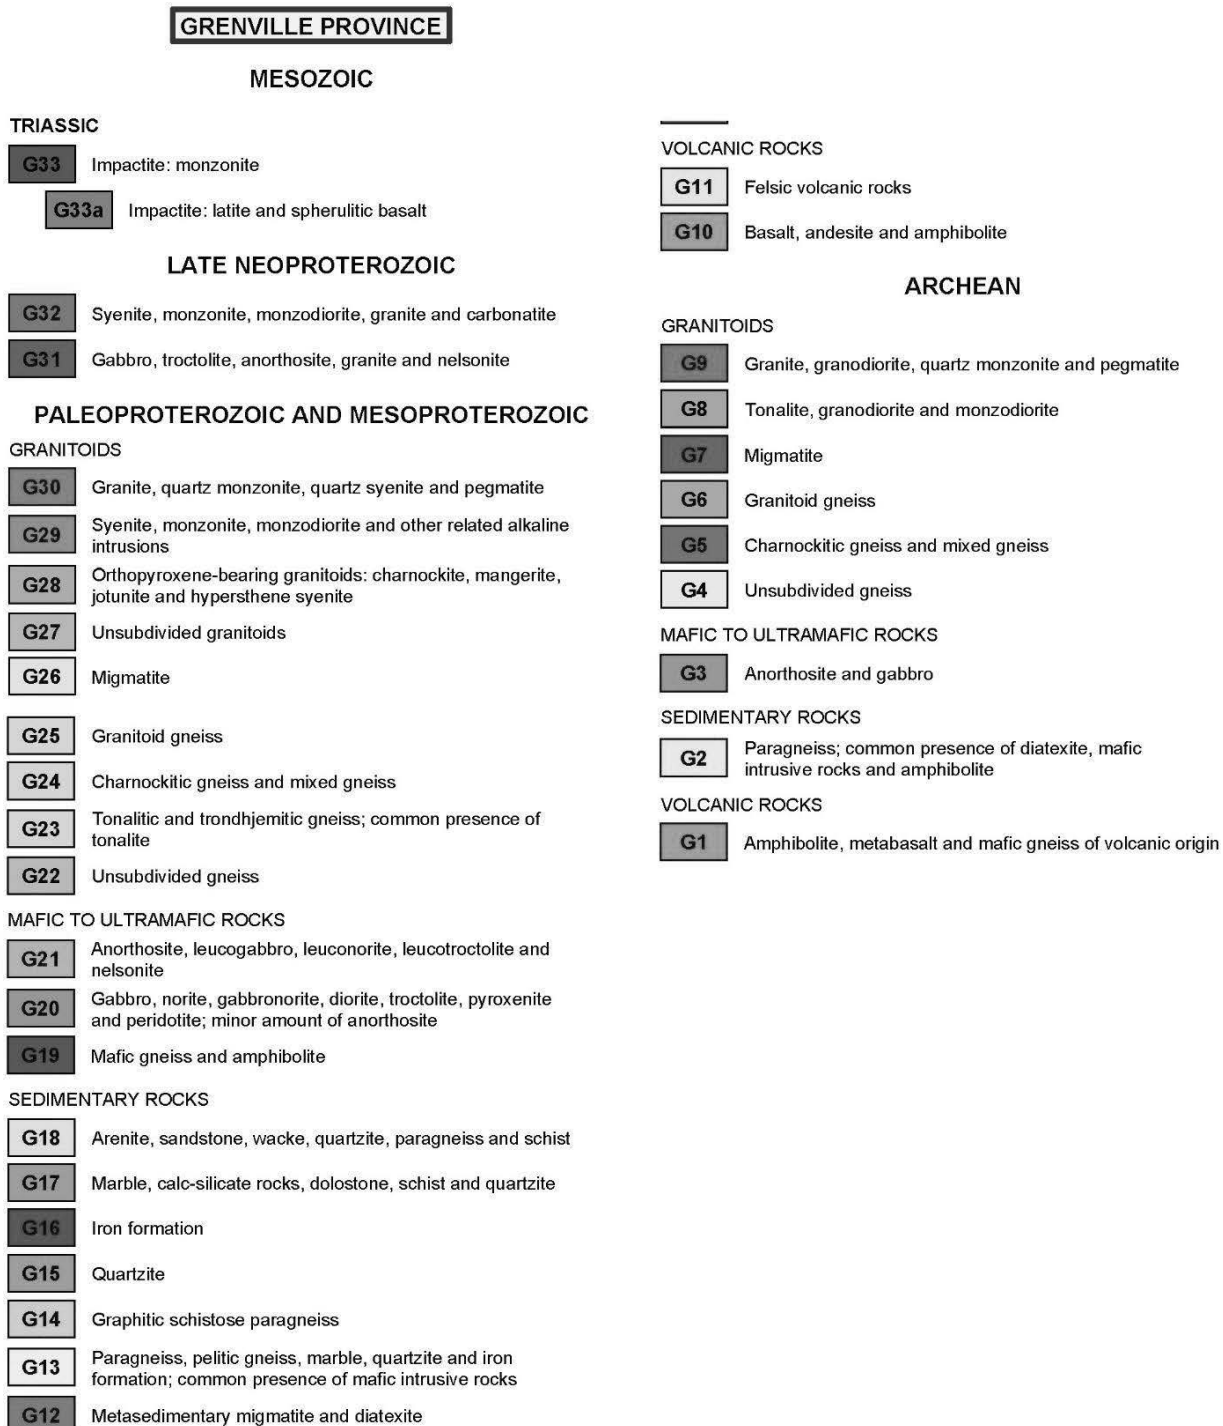 GRENVILLE PROVINCE
MESOZOIC
TRIASSIC
G33 Impactite: monzonite
G33a Impactite: latite and spherulitic basalt
LATE NEOPROTEROZOIC
G32 Syenite, monzonite, monzodiorite, granite and carbonatite
G31 Gabbro, troctolite, anorthosite, granite and nelsonite
PALEOPROTEROZOIC AND MESOPROTEROZOIC
GRANITOIDS
G30 Granite, quartz monzonite, quartz syenite and pegmatite
G29 Syenite, monzonite, monzodiorite and other related alkaline
intrusions
G28 Orthopyroxene-bearing granitoids: charnockite, mangerite,
jotunite and hypersthene syenite
G27 Unsubdivided granitoids
G26 Migmatite
G25 Granitoid gneiss
G24 Charnockitic gneiss and mixed gneiss
G23 Tonalitic and trondhjemitic gneiss; common presence of
tonalite
G22 Unsubdivided gneiss
MAFIC TO ULTRAMAFIC ROCKS
G21 Anorthosite, leucogabbro, leuconorite, leucotroctolite and
nelsonite
G20 Gabbro, norite, gabbronorite, diorite, troctolite, pyroxenite
and peridotite; minor amount of anorthosite
G19 Mafic gneiss and amphibolite
SEDIMENTARY ROCKS
G18 Arenite, sandstone, wacke, quartzite, paragneiss and schist
G17 Marble, calc-silicate rocks, dolostone, schist and quartzite
G16 Iron formation
G15 Quartzite
G14 Graphitic schistose paragneiss
G13 Paragneiss, pelitic gneiss, marble, quartzite and iron
formation; common presence of mafic intrusive rocks
G12 Metasedimentary migmatite and diatexite
VOLCANIC ROCKS
G11 Felsic volcanic rocks
G10 Basalt, andesite and amphibolite
ARCHEAN
GRANITOIDS
G9 Granite, granodiorite, quartz monzonite and pegmatite
G8 Tonalite, granodiorite and monzodiorite
G7 Migmatite
G6 Granitoid gneiss
G5 Charnockitic gneiss and mixed gneiss
G4 Unsubdivided gneiss
MAFIC TO ULTRAMAFIC ROCKS
G3 Anorthosite and gabbro
SEDIMENTARY ROCKS
G2 Paragneiss; common presence of diatexite, mafic
intrusive rocks and amphibolite
VOLCANIC ROCKS
G1 Amphibolite, metabasalt and mafic gneiss of volcanic origin